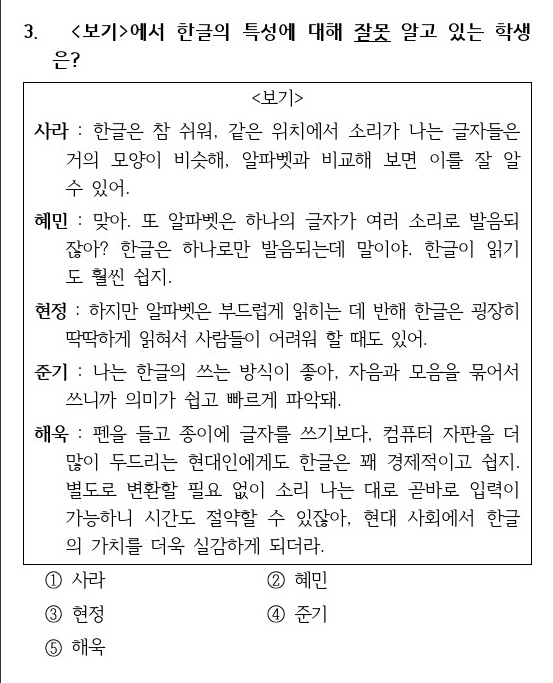 3. <보기>에서 한글의 특성에 대해 잘못 알고 있는 학생
은?
<보기>
사라 : 한글은 참 쉬워, 같은 위치에서 소리가 나는 글자들은
거의 모양이 비슷해, 알파벳과 비교해 보면 이를 잘 알
수 있어.
혜민 : 맞아. 또 알파벳은 하나의 글자가 여러 소리로 발음되
잖아? 한글은 하나로만 발음되는데 말이야. 한글이 읽기
도 훨씬 쉽지.
현정 : 하지만 알파벳은 부드럽게 읽히는 데 반해 한글은 굉장히
딱딱하게 읽혀서 사람들이 어려워 할 때도 있어.
준기 : 나는 한글의 쓰는 방식이 좋아, 자음과 모음을 묶어서
쓰니까 의미가 쉽고 빠르게 파악돼.
해욱 : 펜을 들고 종이에 글자를 쓰기보다, 컴퓨터 자판을 더
많이 두드리는 현대인에게도 한글은 꽤 경제적이고 쉽지.
별도로 변환할 필요 없이 소리 나는 대로 곧바로 입력이
가능하니 시간도 절약할 수 있잖아, 현대 사회에서 한글
의 가치를 더욱 실감하게 되더라.
① 사라 ② 혜민
③ 현정 ④ 준기
⑤ 해욱